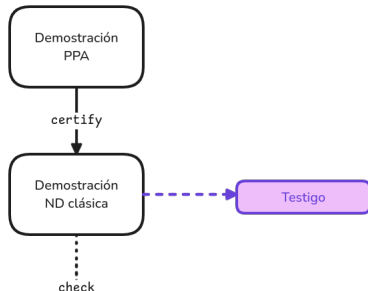 Demostración
PPA
certify
Demostración
ND clásica
Testigo
check